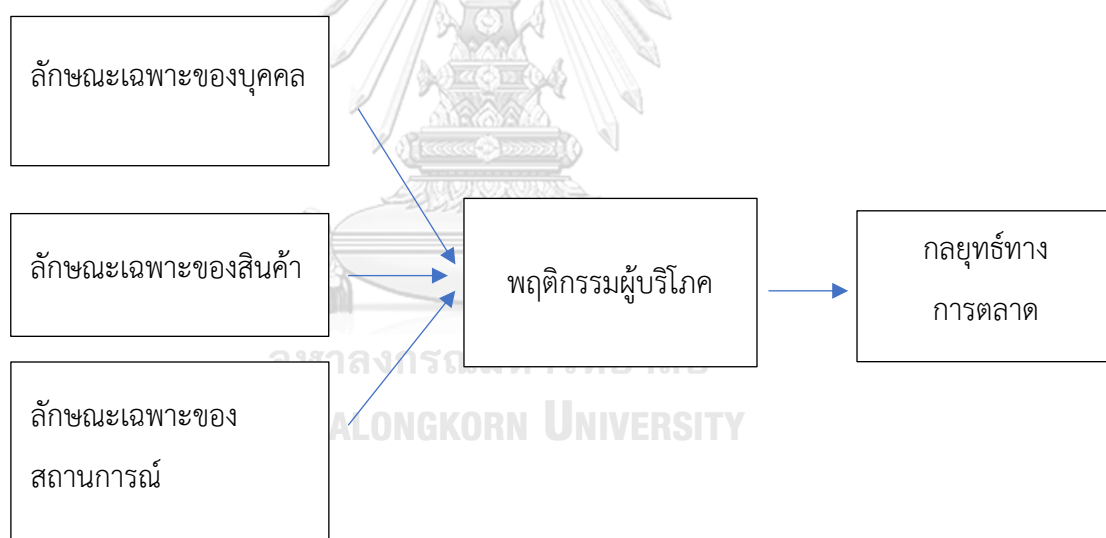 ลักษณะเฉพาะของบุคคล
ลักษณะเฉพาะของสินค้า
ลักษณะเฉพาะของ
สถานการณ์
พฤติกรรมผู้บริโภค
กลยุทธ์ทาง
การตลาด
ALONGKORN UNIVERSITY